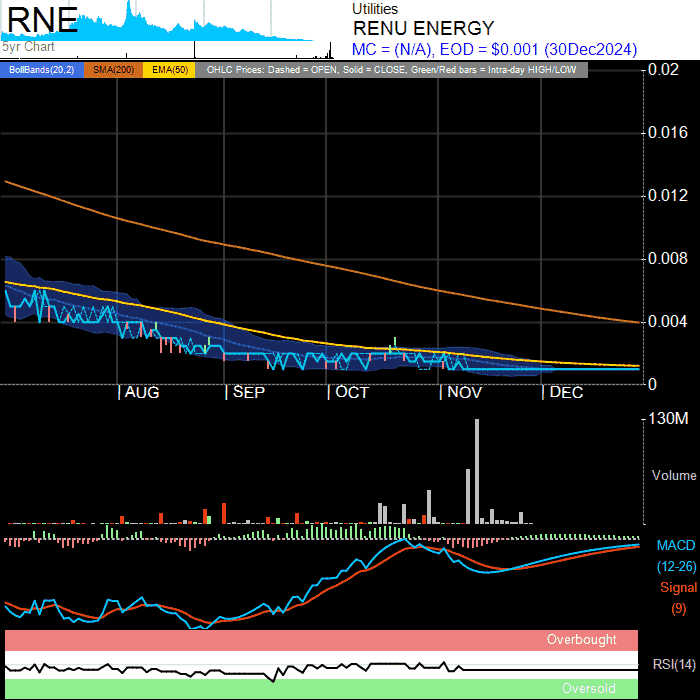 RNE
5yr Chart
Utilities
RENU ENERGY
MC = (N/A), EOD = $0.001 (30Dec2024)
BollBands(20,2) SMA(200) EMA(50) OHLC Prices: Dashed = OPEN, Solid = CLOSE, Green/Red bars = Intra-day HIGH/LOW
0.02
0.016
0.012
0.008
0.004
0
AUG SEP OCT NOV DEC
130M
Volume
MACD
(12-26)
Signal
(9)
Overbought
RSI(14)
Oversold